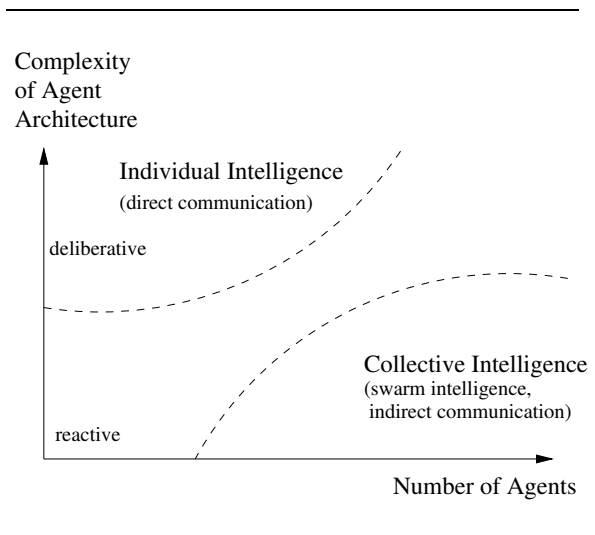 Complexity
of Agent
Architecture
Individual Intelligence
(direct communication)
deliberative
Collective Intelligence
(swarm intelligence,
indirect communication)
reactive
Number of Agents